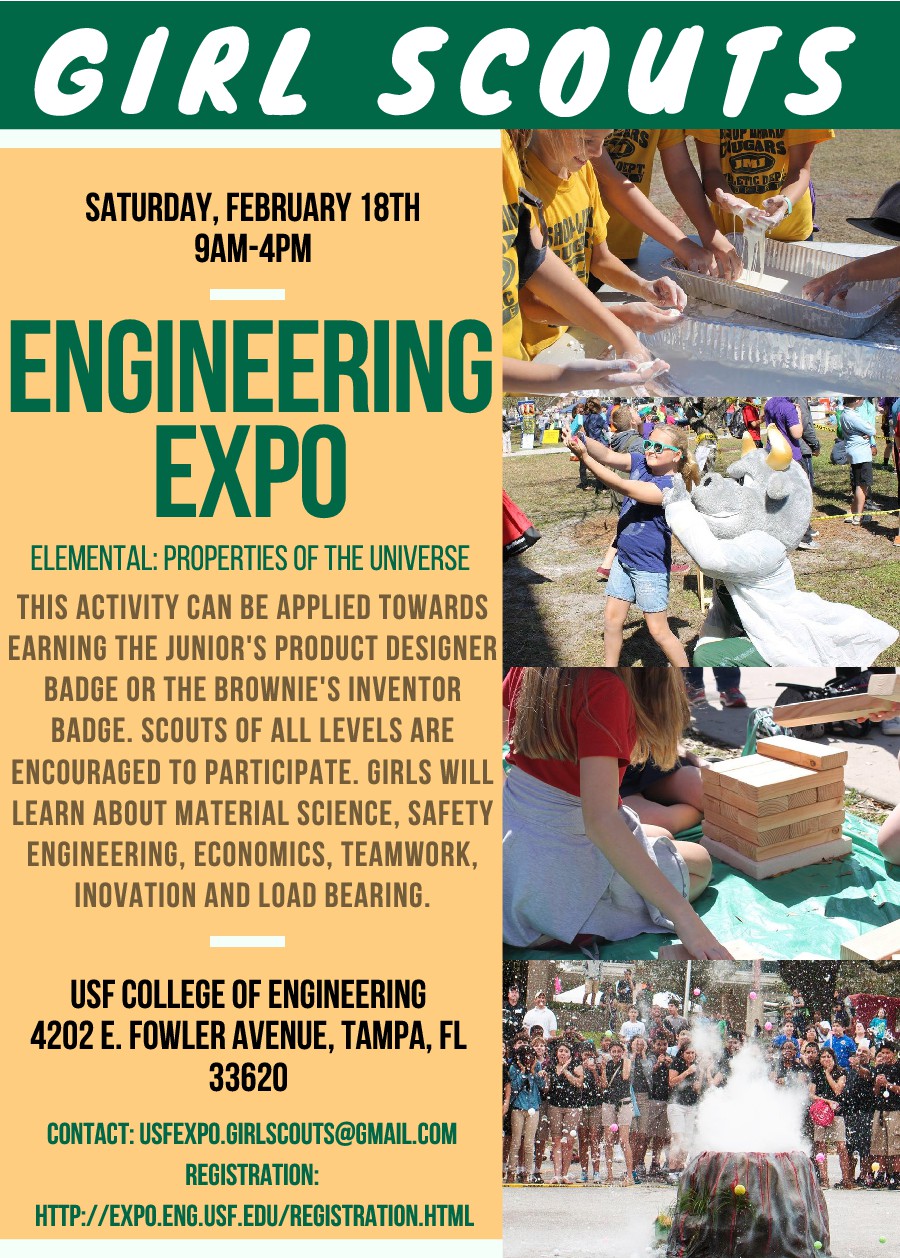 GIRL SCOUTS
SATURDAY, FEBRUARY 18TH
9AM-4PM
ENGINEERING
EXPO
ELEMENTAL: PROPERTIES OF THE UNIVERSE
THIS ACTIVITY CAN BE APPLIED TOWARDS
EARNING THE JUNIOR'S PRODUCT DESIGNER
BADGE OR THE BROWNIE'S INVENTOR
BADGE. SCOUTS OF ALL LEVELS ARE
ENCOURAGED TO PARTICIPATE. GIRLS WILL
LEARN ABOUT MATERIAL SCIENCE, SAFETY
ENGINEERING, ECONOMICS, TEAMWORK,
INOVATION AND LOAD BEARING.
USF COLLEGE OF ENGINEERING
4202 E. FOWLER AVENUE, TAMPA, FL
33620
CONTACT: USFEXPO.GIRLSCOUTS@GMAIL.COM
REGISTRATION:
HTTP://EXPO.ENG.USF.EDU/REGISTRATION.HTML
COUGARS
JMJ